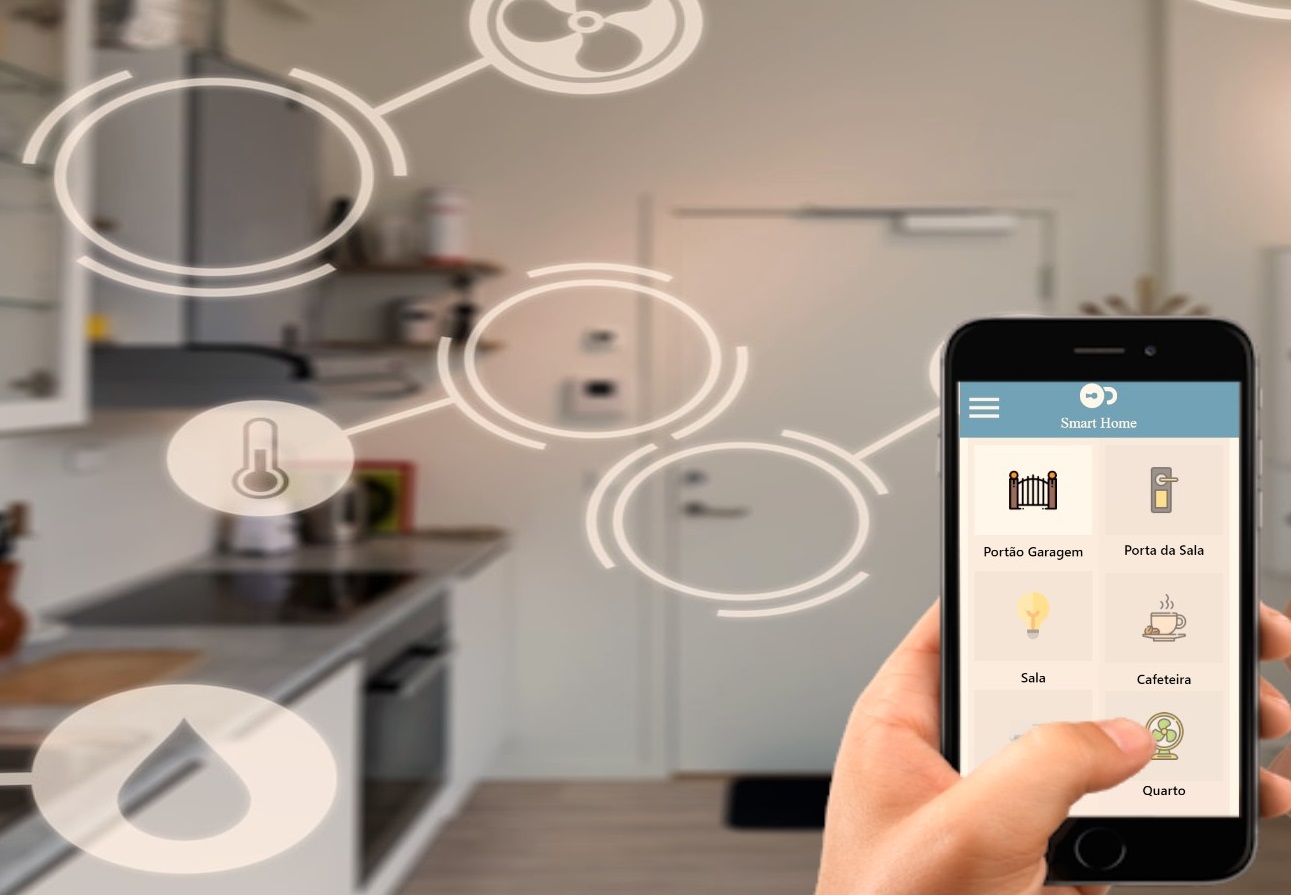 Smart Home
Portão Garagem
Porta da Sala
Sala
Cafeteira
Quarto